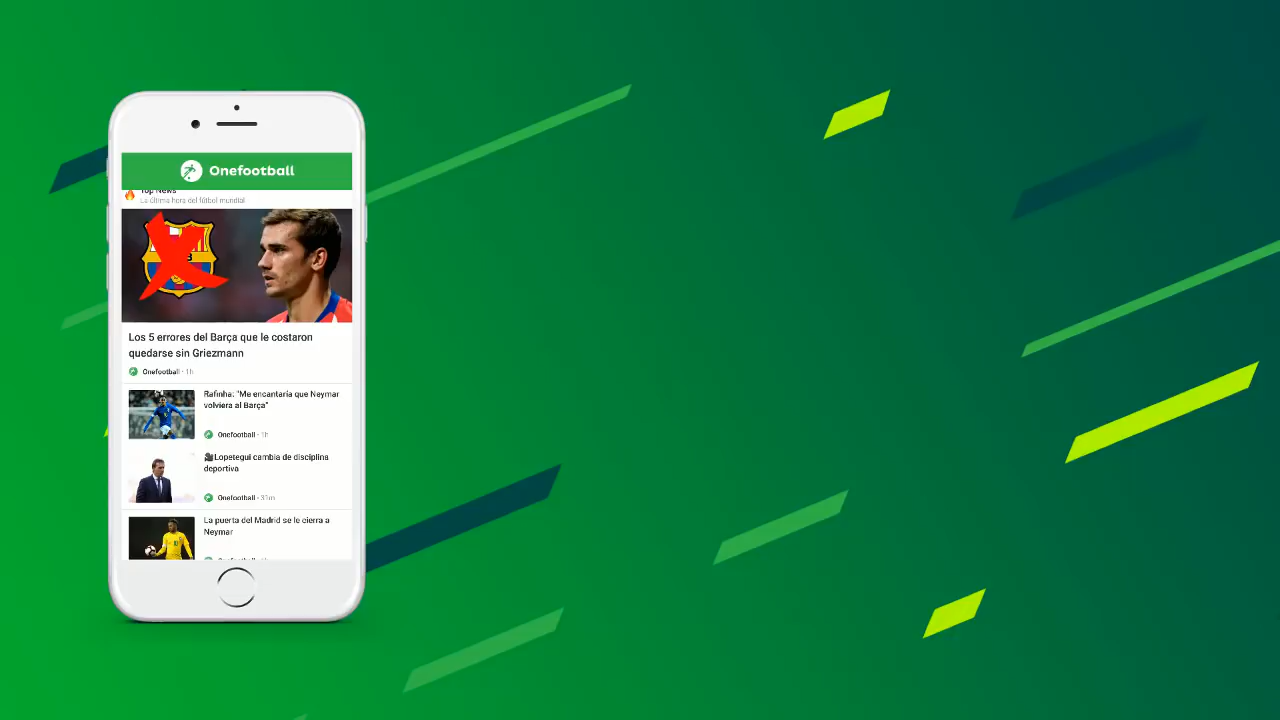 Onefootball
Top News
La última hora del fútbol mundial
Los 5 errores del Barça que le costaron
quedarse sin Griezmann
Onefootball · 1h
Rafinha: "Me encantaría que Neymar
volviera al Barça"
Onefootball · 1h
🎥Lopetegui cambia de disciplina
deportiva
Onefootball · 31m
La puerta del Madrid se le cierra a
Neymar